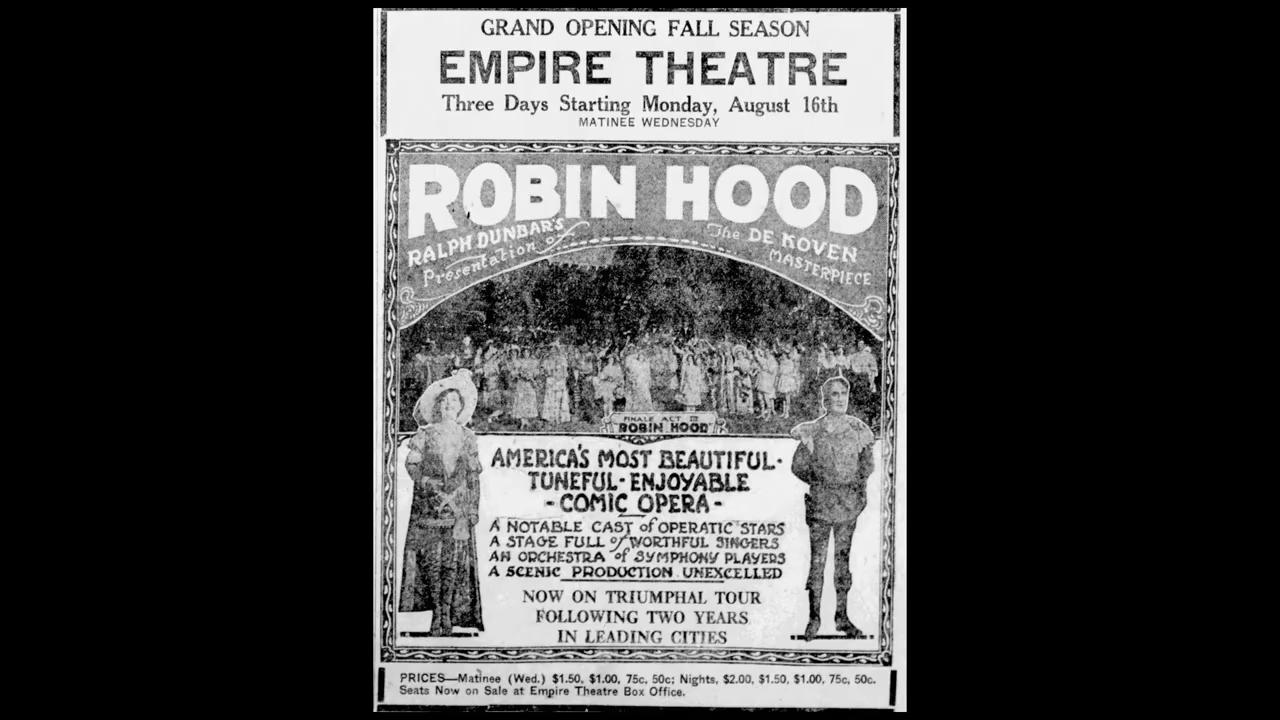 GRAND OPENING FALL SEASON
EMPIRE THEATRE
Three Days Starting Monday, August 16th
MATINEE WEDNESDAY
ROBIN HOOD
RALPH DUNBAR'S
Presentation of
The DE KOVEN
MASTERPIECE
FINALE ACT III
"ROBIN HOOD"
AMERICA'S MOST BEAUTIFUL-
TUNEFUL-ENJOYABLE
-COMIC OPERA-
A NOTABLE CAST of OPERATIC STARS
A STAGE FULL of WORTHFUL SINGERS
AN ORCHESTRA of SYMPHONY PLAYERS
A SCENIC PRODUCTION UNEXCELLED
NOW ON TRIUMPHAL TOUR
FOLLOWING TWO YEARS
IN LEADING CITIES
PRICES—Matinee (Wed.) $1.50, $1.00, 75c, 50c; Nights, $2.00, $1.50, $1.00, 75c, 50c.
Seats Now on Sale at Empire Theatre Box Office.